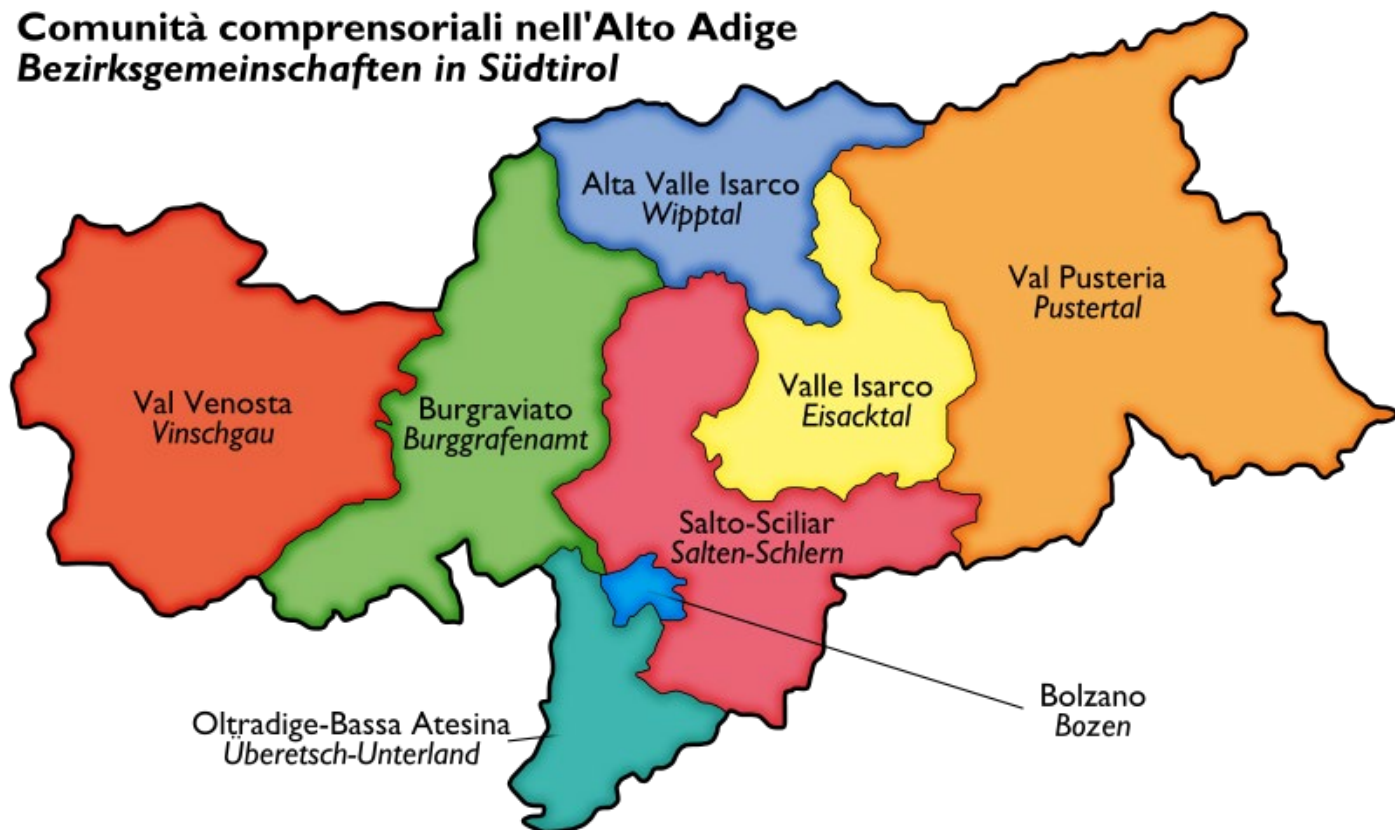 Comunità comprensoriali nell'Alto Adige
Bezirksgemeinschaften in Südtirol
Alta Valle Isarco
Wipptal
Val Pusteria
Pustertal
Val Venosta
Vinschgau
Burgraviato
Burggrafenamt
Valle Isarco
Eisacktal
Salto-Sciliar
Salten-Schlern
Oltradige-Bassa Atesina
Überetsch-Unterland
Bolzano
Bozen